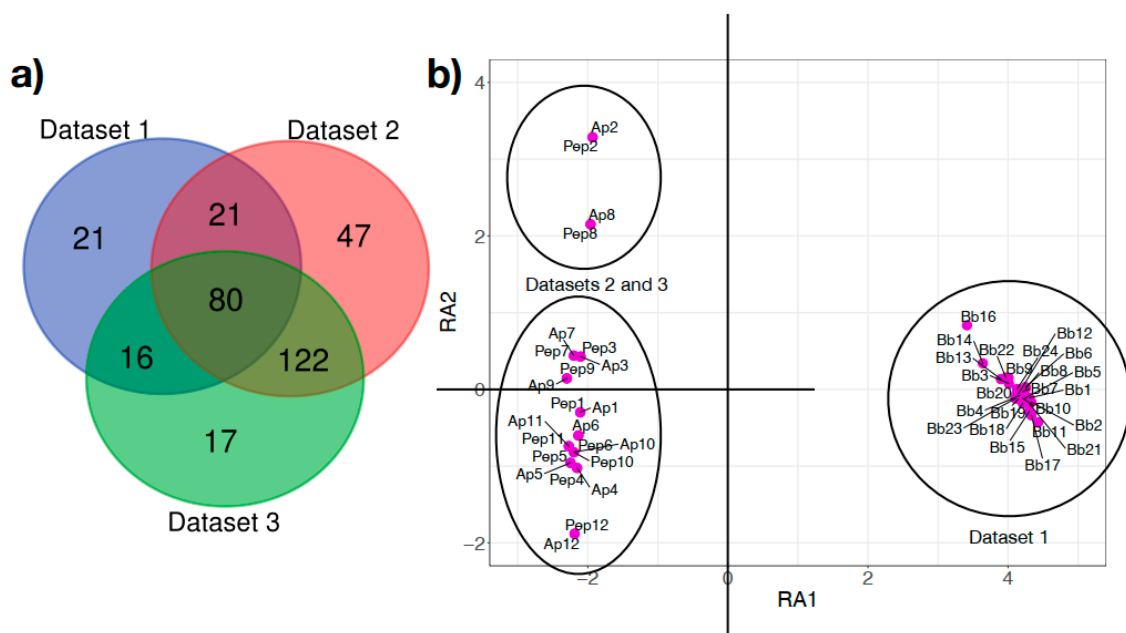 a)
Dataset 1
Dataset 2
21
21
47
80
16
122
17
Dataset 3
b)
4
2
0
−2
RA2
−2
0
2
4
RA1
Ap2
Pep2
Ap8
Pep8
Datasets 2 and 3
Ap7
Pep7
Pep3
Ap3
Pep9
Ap9
Pep1
Ap1
Ap11
Ap6
Pep11
Pep6
Ap10
Pep5
Pep10
Ap5
Pep4
Ap4
Pep12
Ap12
Bb16
Bb12
Bb14
Bb22
Bb24
Bb6
Bb13
Bb9
Bb8
Bb5
Bb3
Bb7
Bb1
Bb20
Bb4
Bb19
Bb10
Bb2
Bb23
Bb18
Bb11
Bb21
Bb15
Bb17
Dataset 1